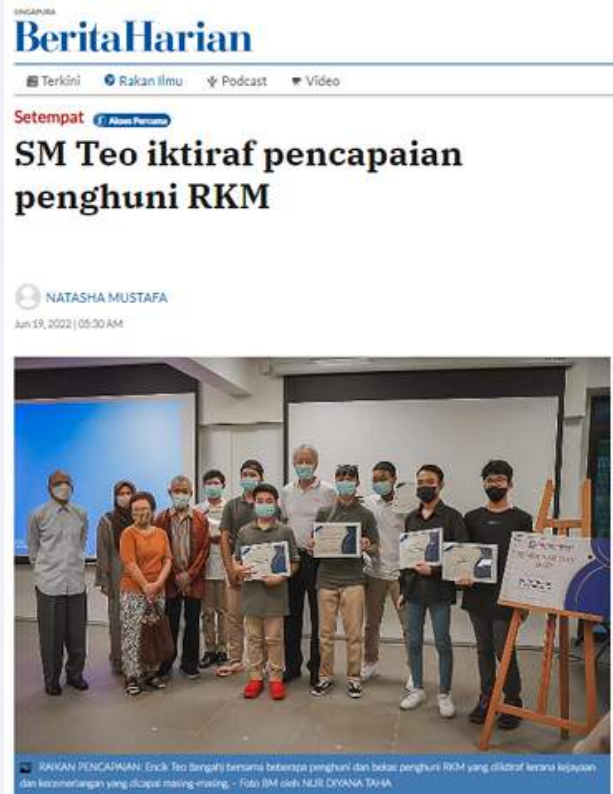 SINGAPURA
BeritaHarian
Terkini Rakan Ilmu Podcast Video
Setempat Akses Percuma
SM Teo iktiraf pencapaian
penghuni RKM
NATASHA MUSTAFA
Jun 19, 2022 | 05:30 AM
RAIKAN PENCAPAIAN: Encik Teo (tengah) bersama beberapa penghuni dan bekas penghuni RKM yang diiktiraf kerana kejayaan
dan kecemerlangan yang dicapai masing-masing. - Foto BM oleh NUR DIYANA TAHA